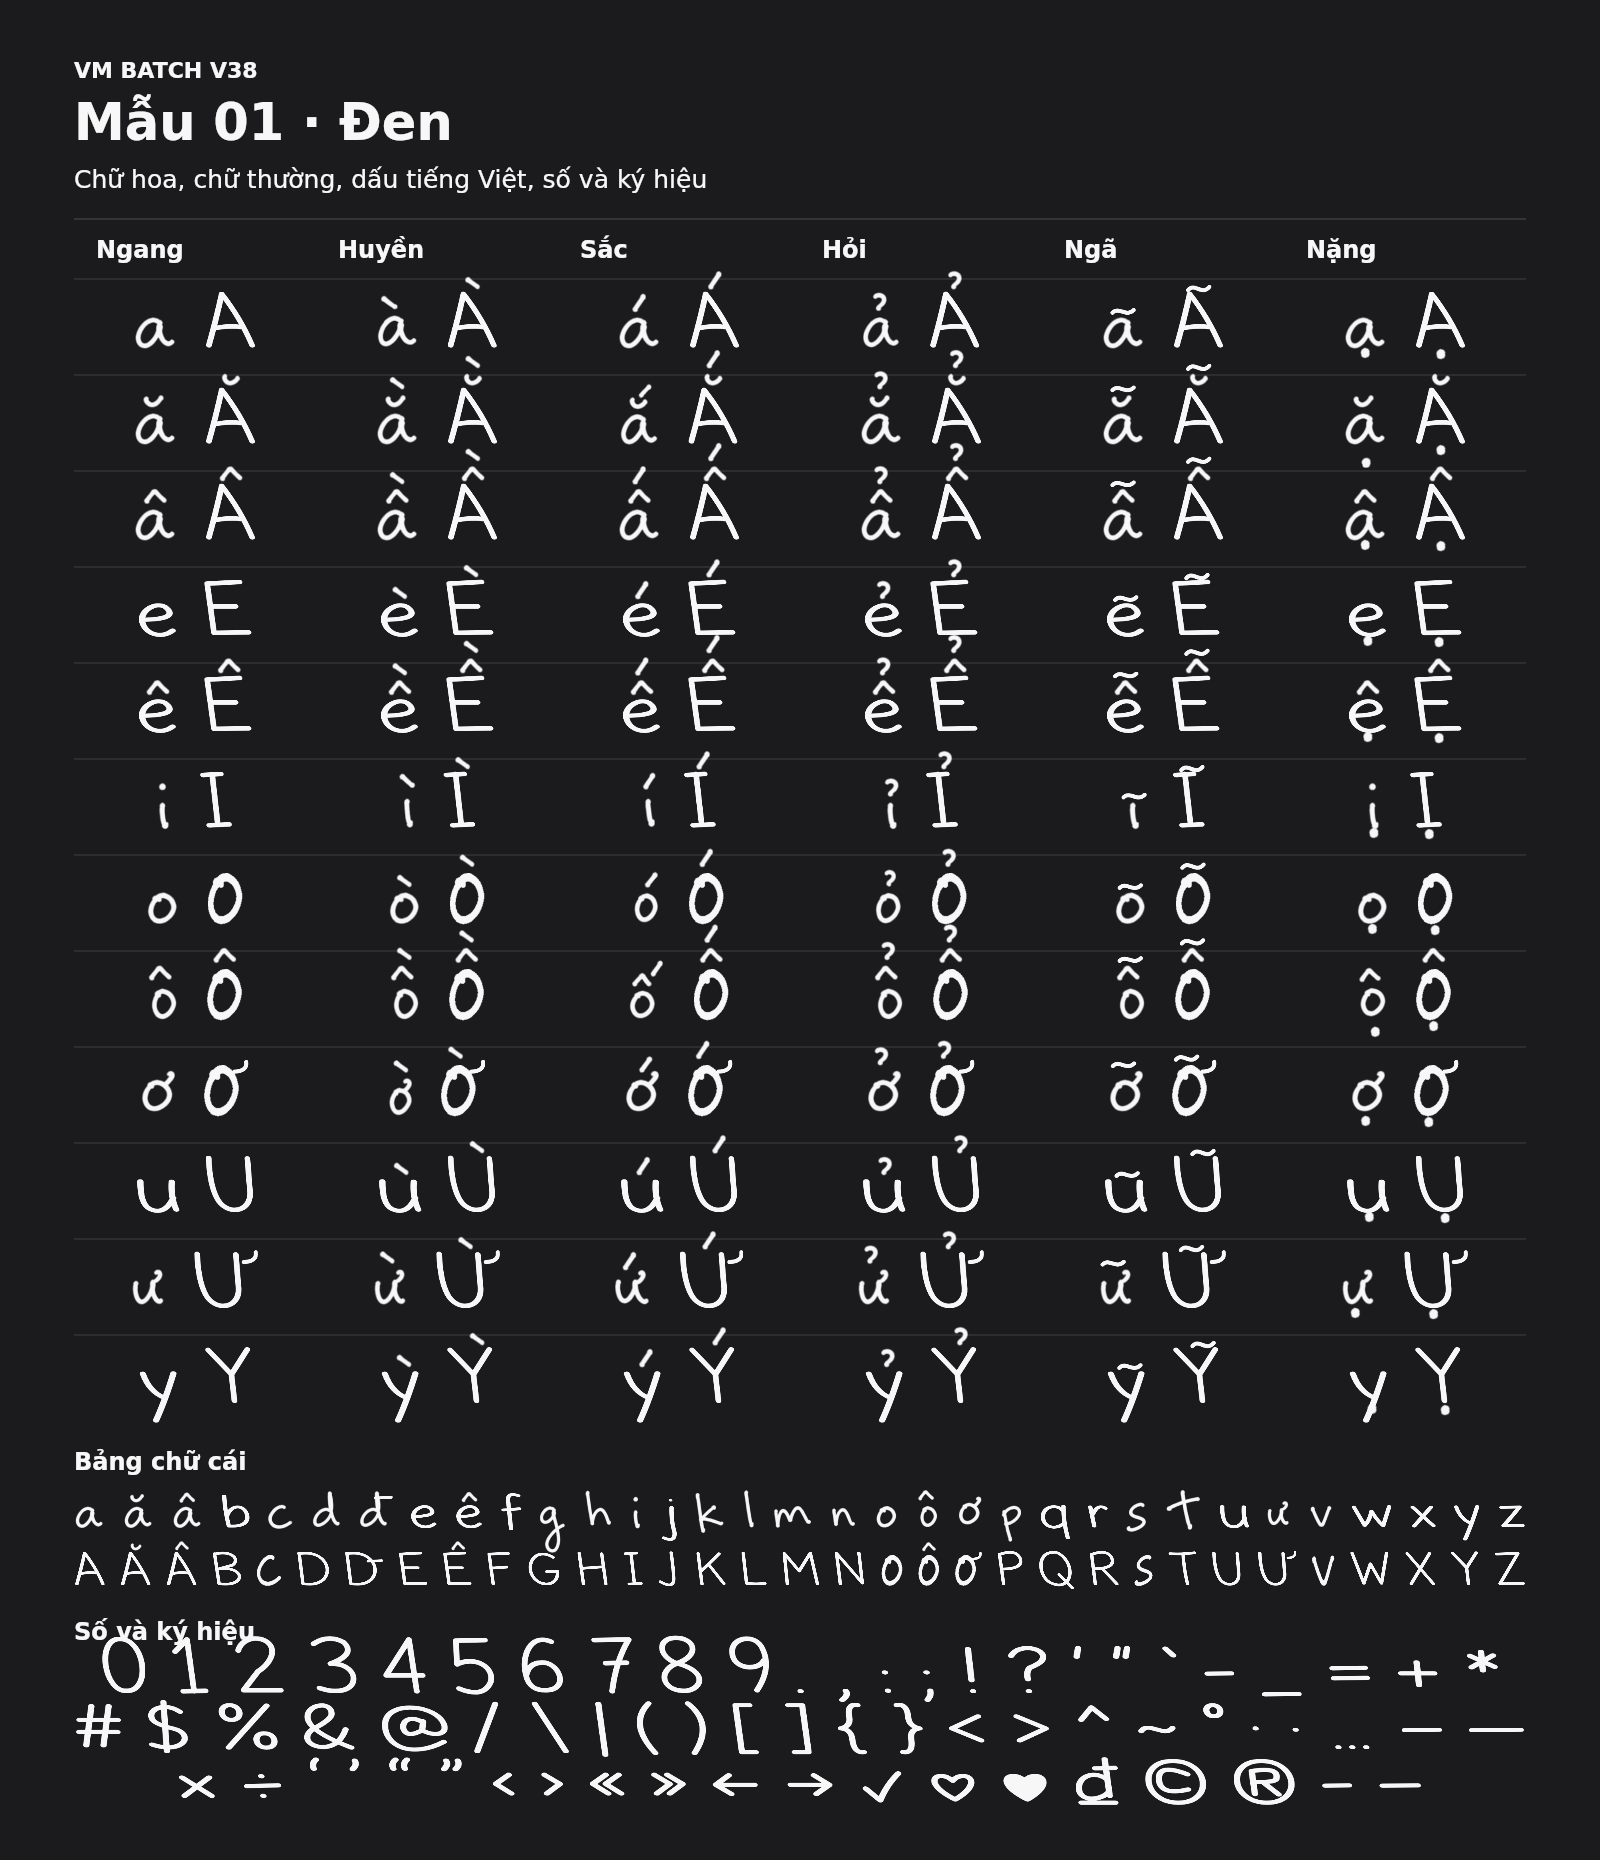 VM BATCH V38
Mẫu 01 · Đen
Chữ hoa, chữ thường, dấu tiếng Việt, số và ký hiệu
Ngang Huyền Sắc Hỏi Ngã Nặng
a A à À á Á ả Ả ã Ã ạ Ạ
ă Ă ằ Ằ ắ Ắ ẳ Ẳ ẵ Ẵ ặ Ặ
â Â ầ Ầ ấ Ấ ẩ Ẩ ẫ Ẫ ậ Ậ
e E è È é É ẻ Ẻ ẽ Ẽ ẹ Ẹ
ê Ê ề Ề ế Ế ể Ể ễ Ễ ệ Ệ
i I ì Ì í Í ỉ Ỉ ĩ Ĩ ị Ị
o O ò Ò ó Ó ỏ Ỏ õ Õ ọ Ọ
ô Ô ồ Ồ ố Ố ổ Ổ ỗ Ỗ ộ Ộ
ơ Ơ ờ Ờ ớ Ớ ở Ở ỡ Ỡ ợ Ợ
u U ù Ù ú Ú ủ Ủ ũ Ũ ụ Ụ
ư Ư ừ Ừ ứ Ứ ử Ử ữ Ữ ự Ự
y Y ỳ Ỳ ý Ý ỷ Ỷ ỹ Ỹ ỵ Ỵ
Bảng chữ cái
a ă â b c d đ e ê f g h i j k l m n o ô ơ p q r s t u ư v w x y z
A Ă Â B C D Đ E Ê F G H I J K L M N O Ô Ơ P Q R S T U Ư V W X Y Z
Số và ký hiệu
0 1 2 3 4 5 6 7 8 9 . , : ; ! ? ' " ` - _ = + *
# $ % & @ / \ | ( ) [ ] { } < > ^ ~ ° · · … – —
× ÷ ‘ ’ “ ” ‹ › « » ← → ✓ ♡ ♥ ₫ © ® - −